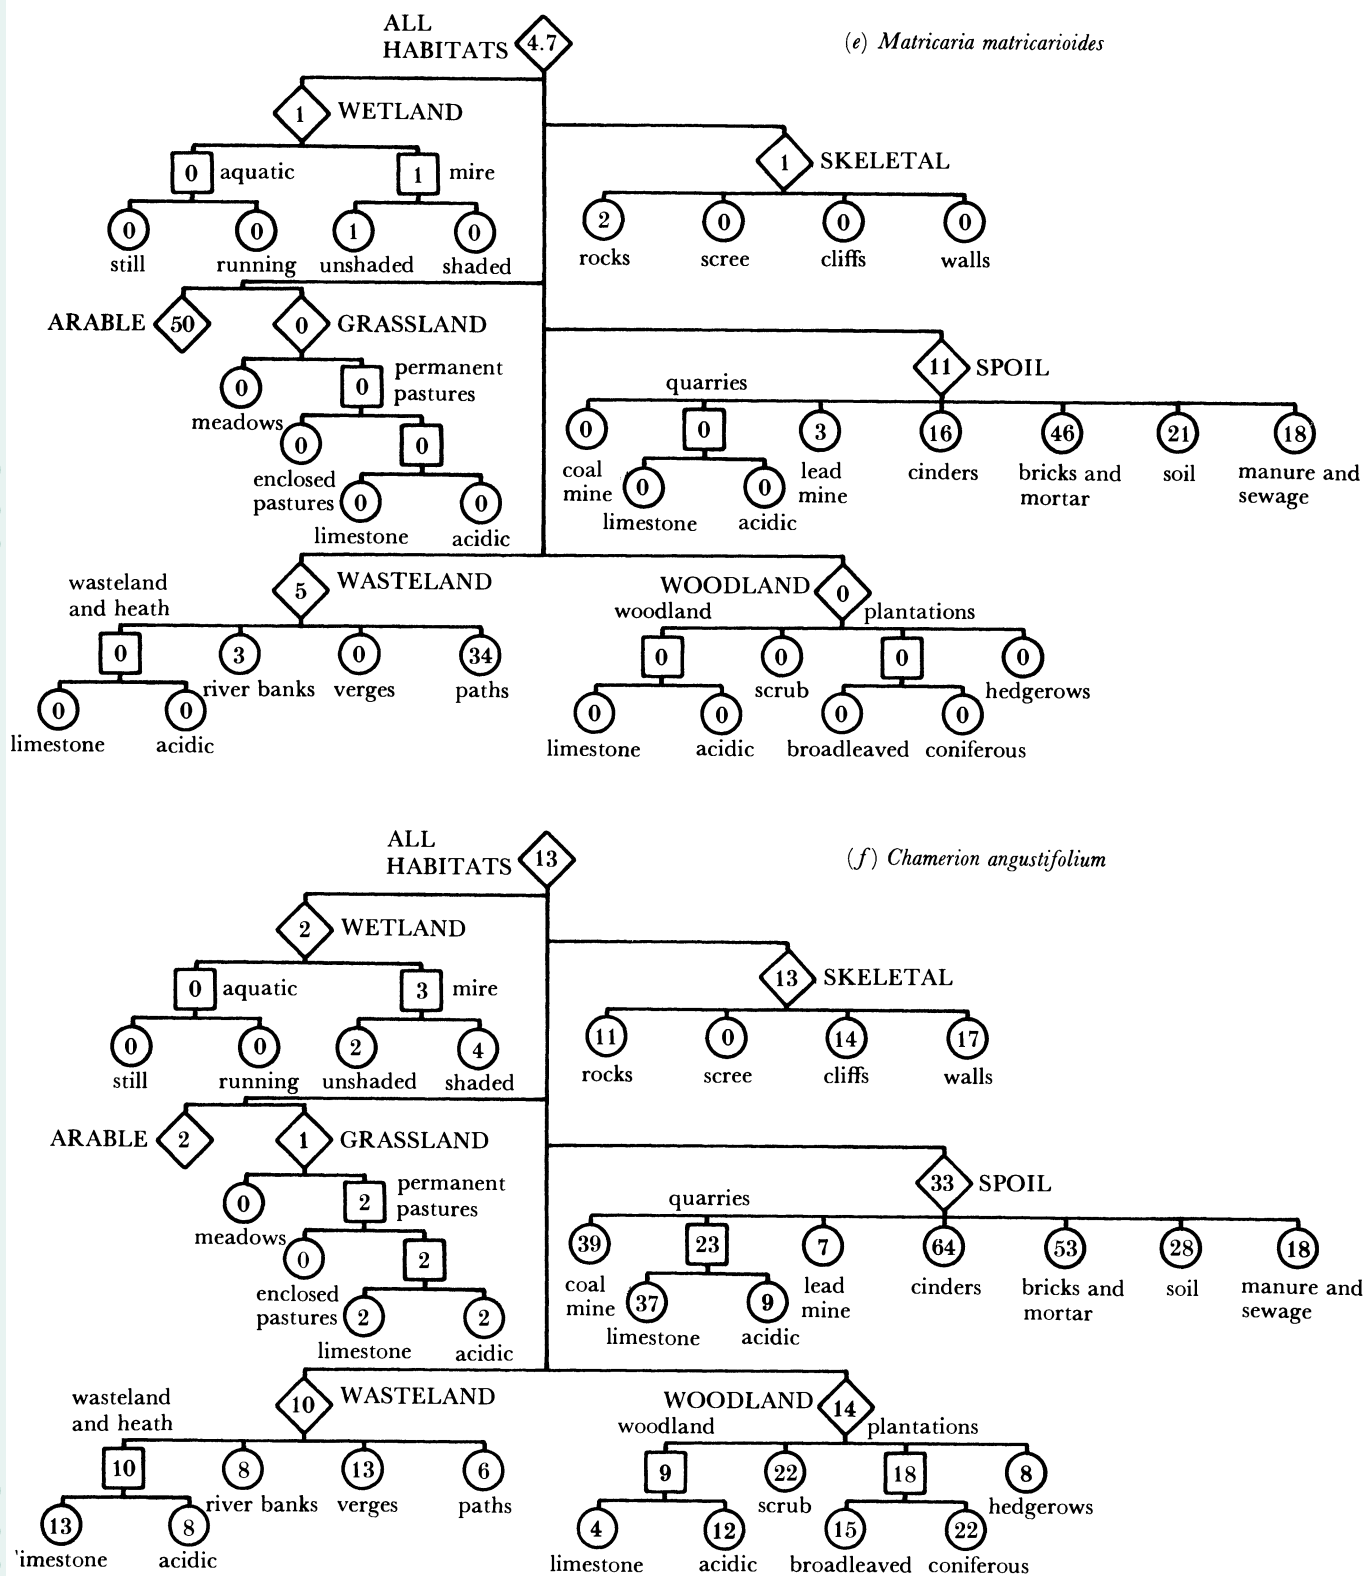 ALL
HABITATS 4.7
(e) Matricaria matricarioides
1 WETLAND
1 SKELETAL
0 aquatic 1 mire
0 0 1 0
still running unshaded shaded
2 0 0 0
rocks scree cliffs walls
ARABLE 50 0 GRASSLAND
11 SPOIL
0 0 permanent
pastures
meadows
0 0
enclosed
pastures 0 0
limestone acidic
quarries
0 0 3 16 46 21 18
coal
mine
lead
mine
cinders
bricks and
mortar
soil
manure and
sewage
0 0
limestone acidic
wasteland
and heath
5 WASTELAND
0 3 0 34
river banks verges paths
0 0
limestone acidic
WOODLAND 0
woodland plantations
0 0 0 0
scrub hedgerows
0 0 0 0
limestone acidic broadleaved coniferous
ALL
HABITATS 13
(f) Chamerion angustifolium
2 WETLAND
13 SKELETAL
0 aquatic 3 mire
0 0 2 4
still running unshaded shaded
11 0 14 17
rocks scree cliffs walls
ARABLE 2 1 GRASSLAND
33 SPOIL
0 2 permanent
pastures
meadows
0 2
enclosed
pastures 2 2
limestone acidic
quarries
39 23 7 64 53 28 18
coal
mine
lead
mine
cinders
bricks and
mortar
soil
manure and
sewage
37 9
limestone acidic
wasteland
and heath
10 WASTELAND
10 8 13 6
river banks verges paths
13 8
'imestone acidic
WOODLAND 14
woodland plantations
9 22 18 8
scrub hedgerows
4 12 15 22
limestone acidic broadleaved coniferous